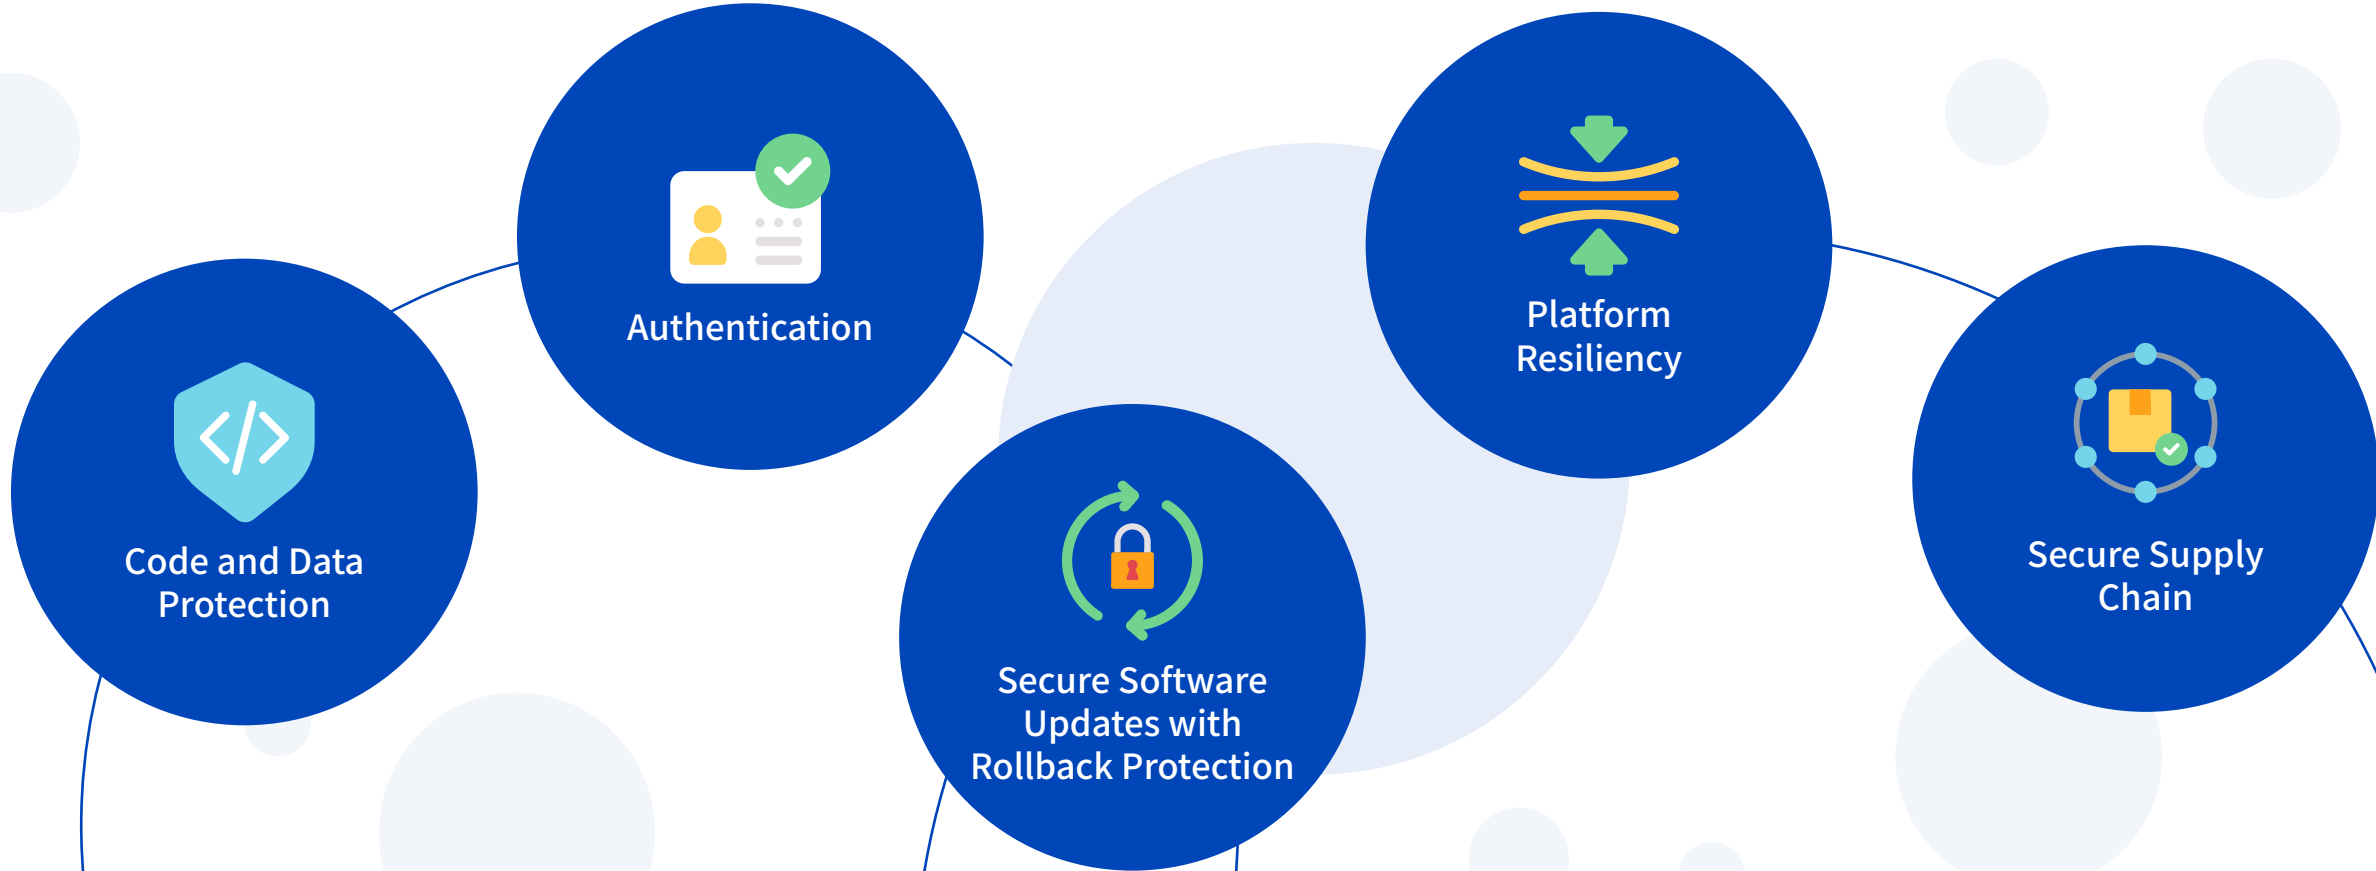 Code and Data
Protection
Authentication
Secure Software
Updates with
Rollback Protection
Platform
Resiliency
Secure Supply
Chain